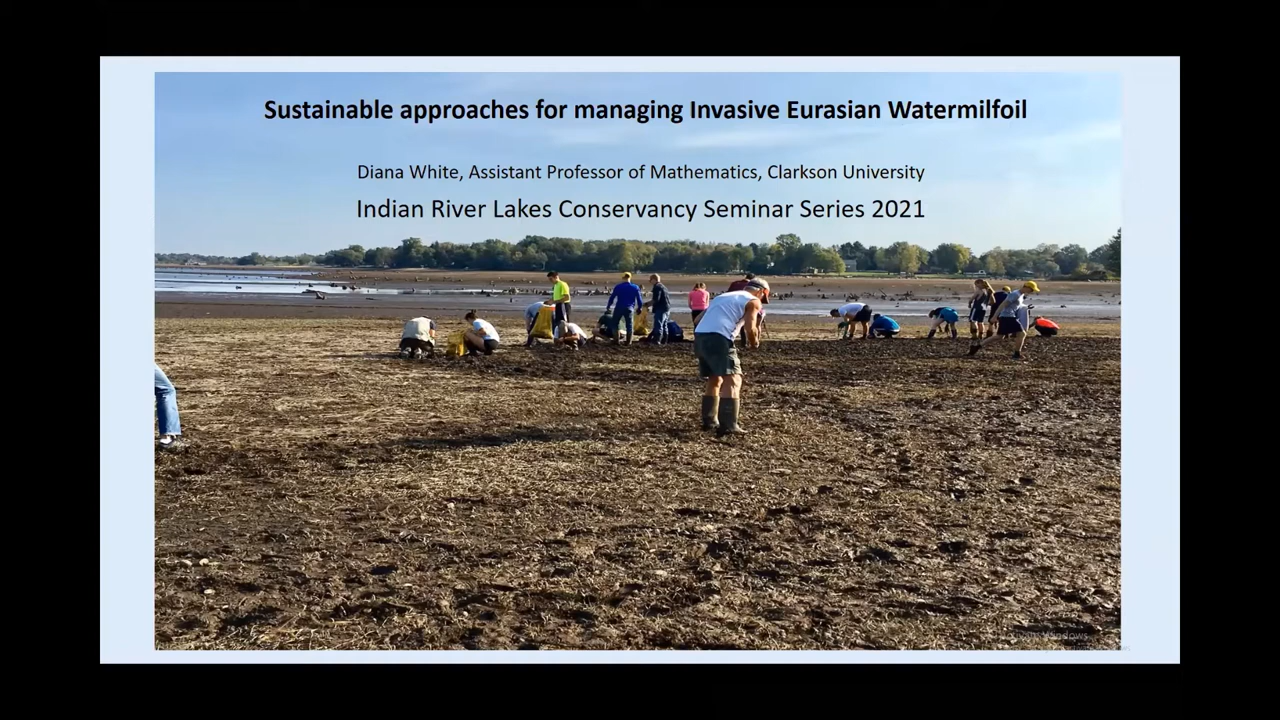 Sustainable approaches for managing Invasive Eurasian Watermilfoil
Diana White, Assistant Professor of Mathematics, Clarkson University
Indian River Lakes Conservancy Seminar Series 2021